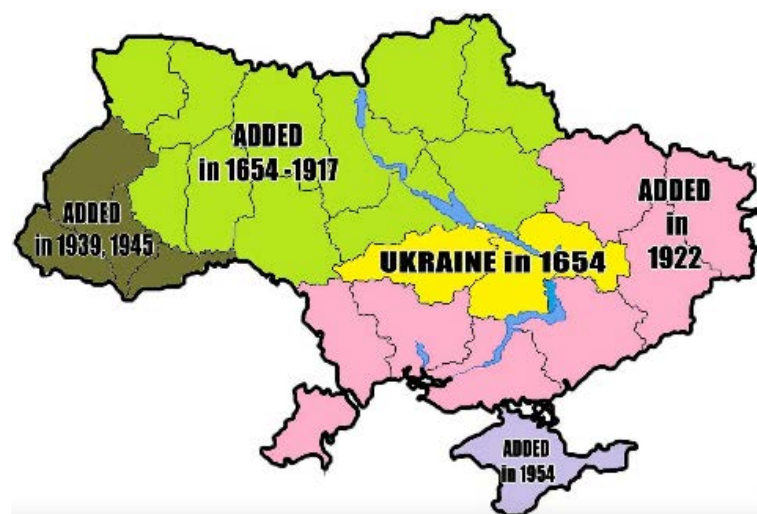 ADDED
in 1654 -1917
ADDED
in 1939, 1945
ADDED
in
1922
UKRAINE in 1654
ADDED
in 1954